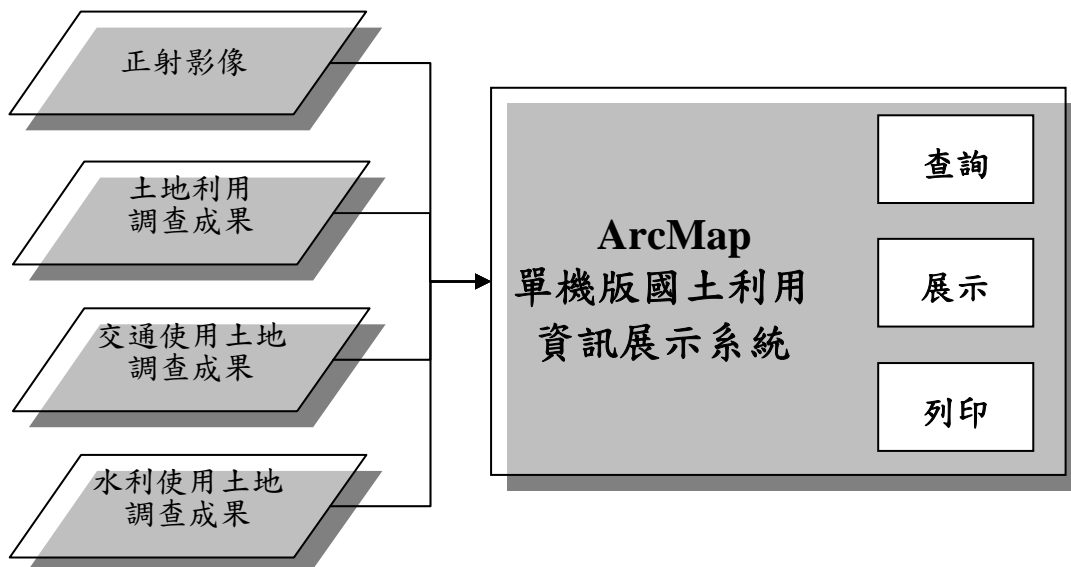 正射影像
土地利用
調查成果
交通使用土地
調查成果
水利使用土地
調查成果
ArcMap
單機版國土利用
資訊展示系統
查詢
展示
列印